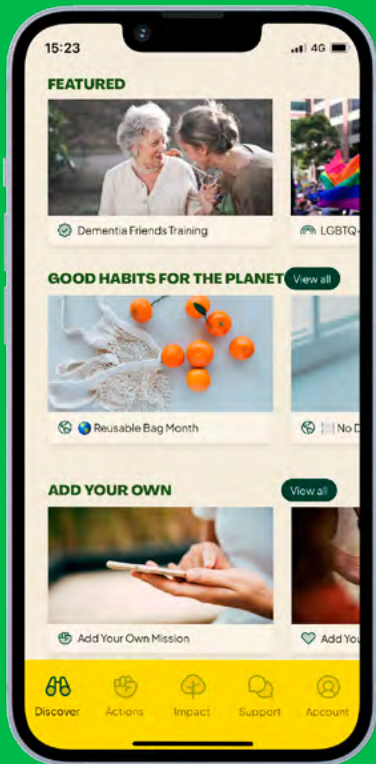 15:23 4G
FEATURED
Dementia Friends Training LGBTQ+
GOOD HABITS FOR THE PLANET View all
Reusable Bag Month No D
ADD YOUR OWN View all
Add Your Own Mission Add You
Discover Actions Impact Support Account